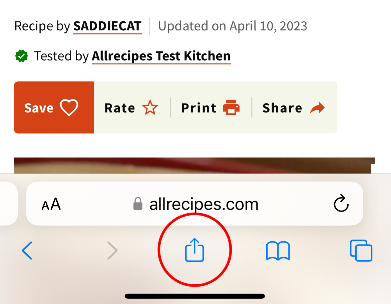 Recipe by SADDIECAT Updated on April 10, 2023
Tested by Allrecipes Test Kitchen
Save Rate Print Share
AA allrecipes.com